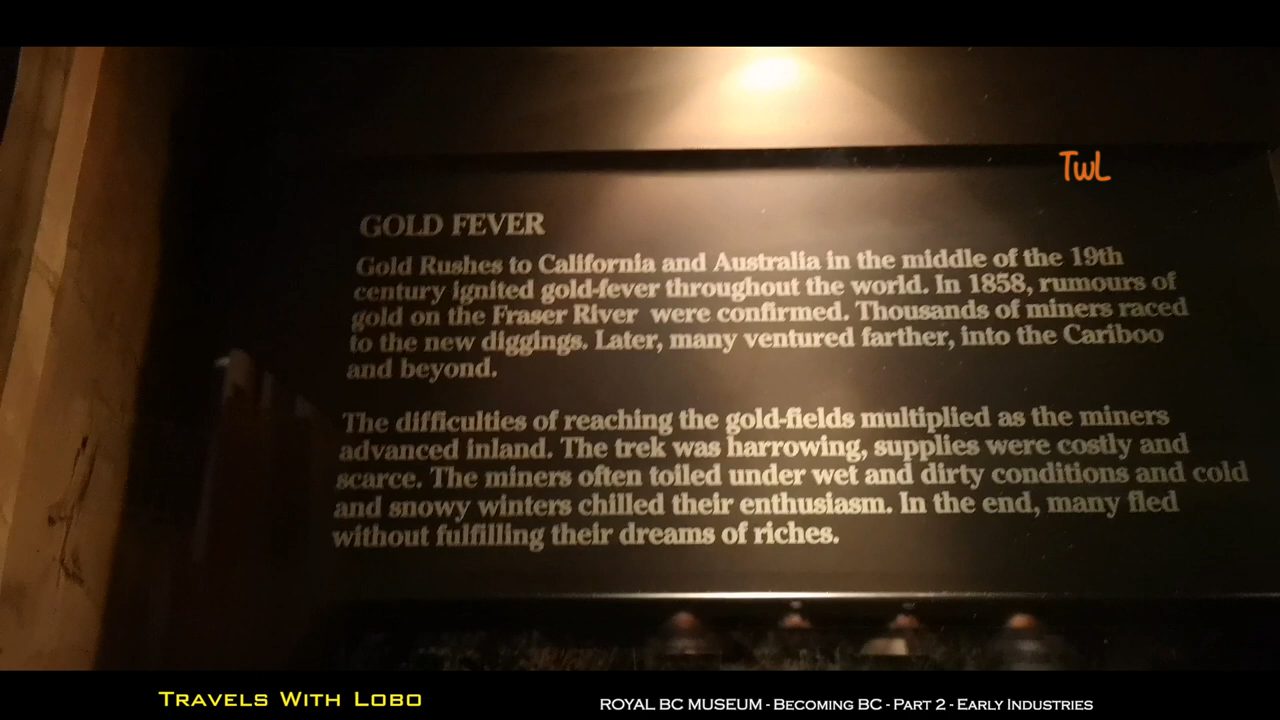 TwL
GOLD FEVER
Gold Rushes to California and Australia in the middle of the 19th
century ignited gold-fever throughout the world. In 1858, rumours of
gold on the Fraser River were confirmed. Thousands of miners raced
to the new diggings. Later, many ventured farther, into the Cariboo
and beyond.
The difficulties of reaching the gold-fields multiplied as the miners
advanced inland. The trek was harrowing, supplies were costly and
scarce. The miners often toiled under wet and dirty conditions and cold
and snowy winters chilled their enthusiasm. In the end, many fled
without fulfilling their dreams of riches.
TRAVELS WITH LOBO
ROYAL BC MUSEUM - BECOMING BC - PART 2 - EARLY INDUSTRIES